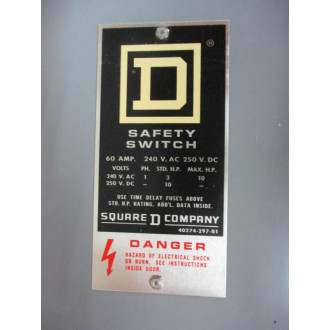 D
®
SAFETY
SWITCH
60 AMP. 240 V. AC 250 V. DC
VOLTS PH. STD. H.P. MAX. H.P.
240 V. AC 1 3 10
250 V. DC – 10 –
USE TIME DELAY FUSES ABOVE
STD. H.P. RATING. ADD'L. DATA INSIDE.
SQUARE D COMPANY
40274-297-01
DANGER
HAZARD OF ELECTRICAL SHOCK
OR BURN. SEE INSTRUCTIONS
INSIDE DOOR.